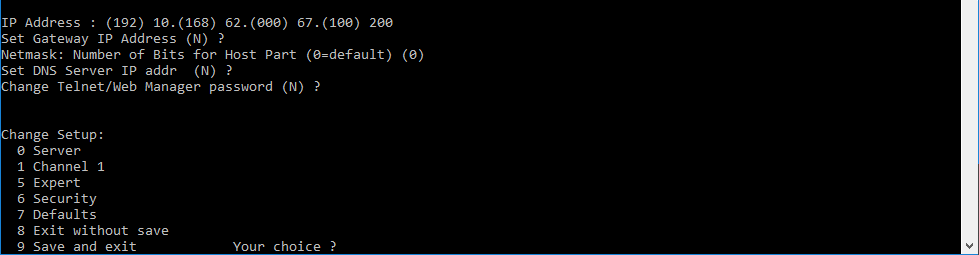 IP Address : (192) 10.(168) 62.(000) 67.(100) 200
Set Gateway IP Address (N) ?
Netmask: Number of Bits for Host Part (0=default) (0)
Set DNS Server IP addr  (N) ?
Change Telnet/Web Manager password (N) ?
Change Setup:
  0 Server
  1 Channel 1
  5 Expert
  6 Security
  7 Defaults
  8 Exit without save
  9 Save and exit            Your choice ?